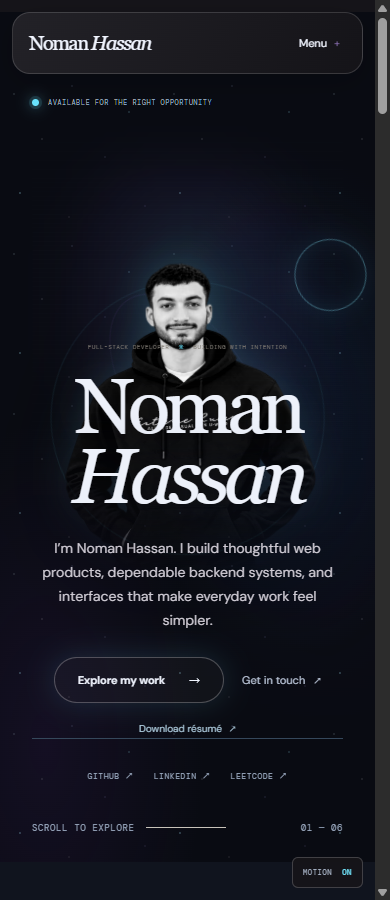 Noman Hassan
Menu +
AVAILABLE FOR THE RIGHT OPPORTUNITY
FULL-STACK DEVELOPER
WITH INTENTION
Noman
Hassan
I'm Noman Hassan. I build thoughtful web
products, dependable backend systems, and
interfaces that make everyday work feel
simpler.
Explore my work →
Get in touch ↗
Download résumé ↗
GITHUB ↗ LINKEDIN ↗ LEETCODE ↗
SCROLL TO EXPLORE
01 — 06
MOTION ON